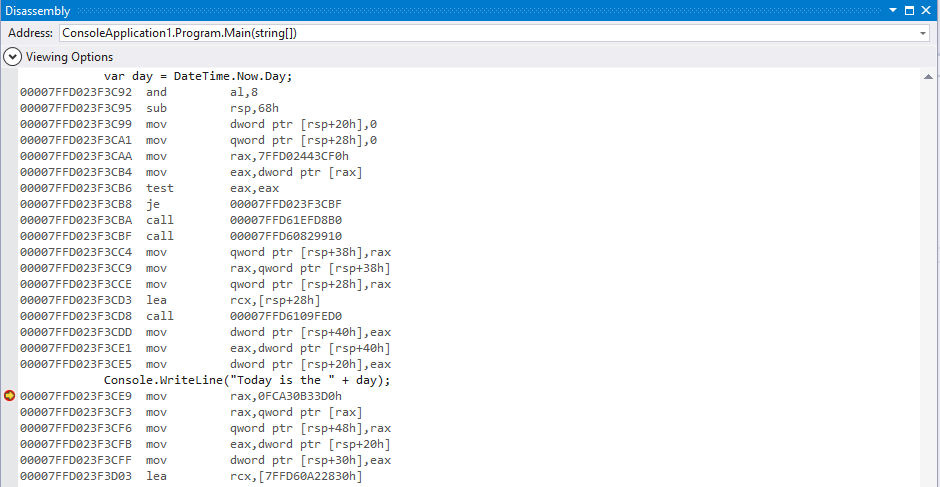 Disassembly
Address: ConsoleApplication1.Program.Main(string[])
Viewing Options
var day = DateTime.Now.Day;
00007FFD023F3C92 and al,8
00007FFD023F3C95 sub rsp,68h
00007FFD023F3C99 mov dword ptr [rsp+20h],0
00007FFD023F3CA1 mov qword ptr [rsp+28h],0
00007FFD023F3CAA mov rax,7FFD02443CF0h
00007FFD023F3CB4 mov eax,dword ptr [rax]
00007FFD023F3CB6 test eax,eax
00007FFD023F3CB8 je 00007FFD023F3CBF
00007FFD023F3CBA call 00007FFD61EFD8B0
00007FFD023F3CBF call 00007FFD60829910
00007FFD023F3CC4 mov qword ptr [rsp+38h],rax
00007FFD023F3CC9 mov rax,qword ptr [rsp+38h]
00007FFD023F3CCE mov qword ptr [rsp+28h],rax
00007FFD023F3CD3 lea rcx,[rsp+28h]
00007FFD023F3CD8 call 00007FFD6109FED0
00007FFD023F3CDD mov dword ptr [rsp+40h],eax
00007FFD023F3CE1 mov eax,dword ptr [rsp+40h]
00007FFD023F3CE5 mov dword ptr [rsp+20h],eax
Console.WriteLine("Today is the " + day);
00007FFD023F3CE9 mov rax,0FCA30B33D0h
00007FFD023F3CF3 mov rax,qword ptr [rax]
00007FFD023F3CF6 mov qword ptr [rsp+48h],rax
00007FFD023F3CFB mov eax,dword ptr [rsp+20h]
00007FFD023F3CFF mov dword ptr [rsp+30h],eax
00007FFD023F3D03 lea rcx,[7FFD60A22830h]